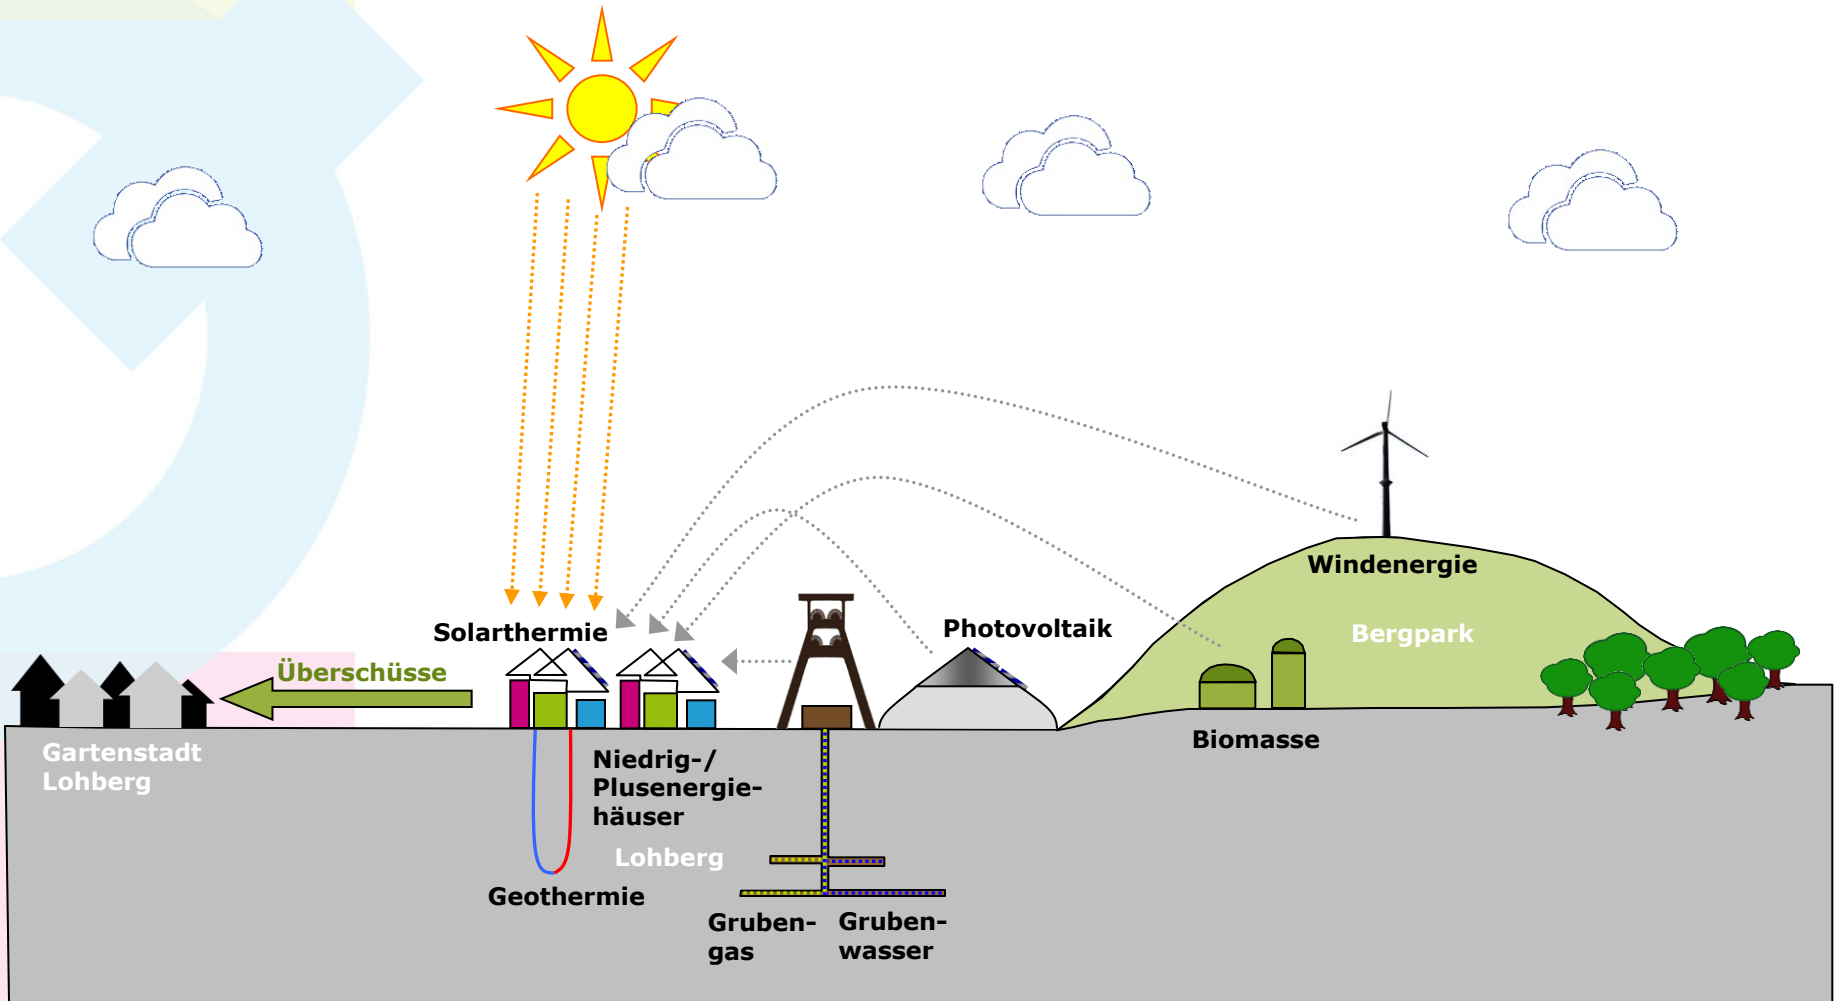 Windenergie
Bergpark
Solarthermie
Photovoltaik
Überschüsse
Biomasse
Gartenstadt
Lohberg
Niedrig-/
Plusenergie-
häuser
Lohberg
Geothermie
Gruben-
gas
Gruben-
wasser